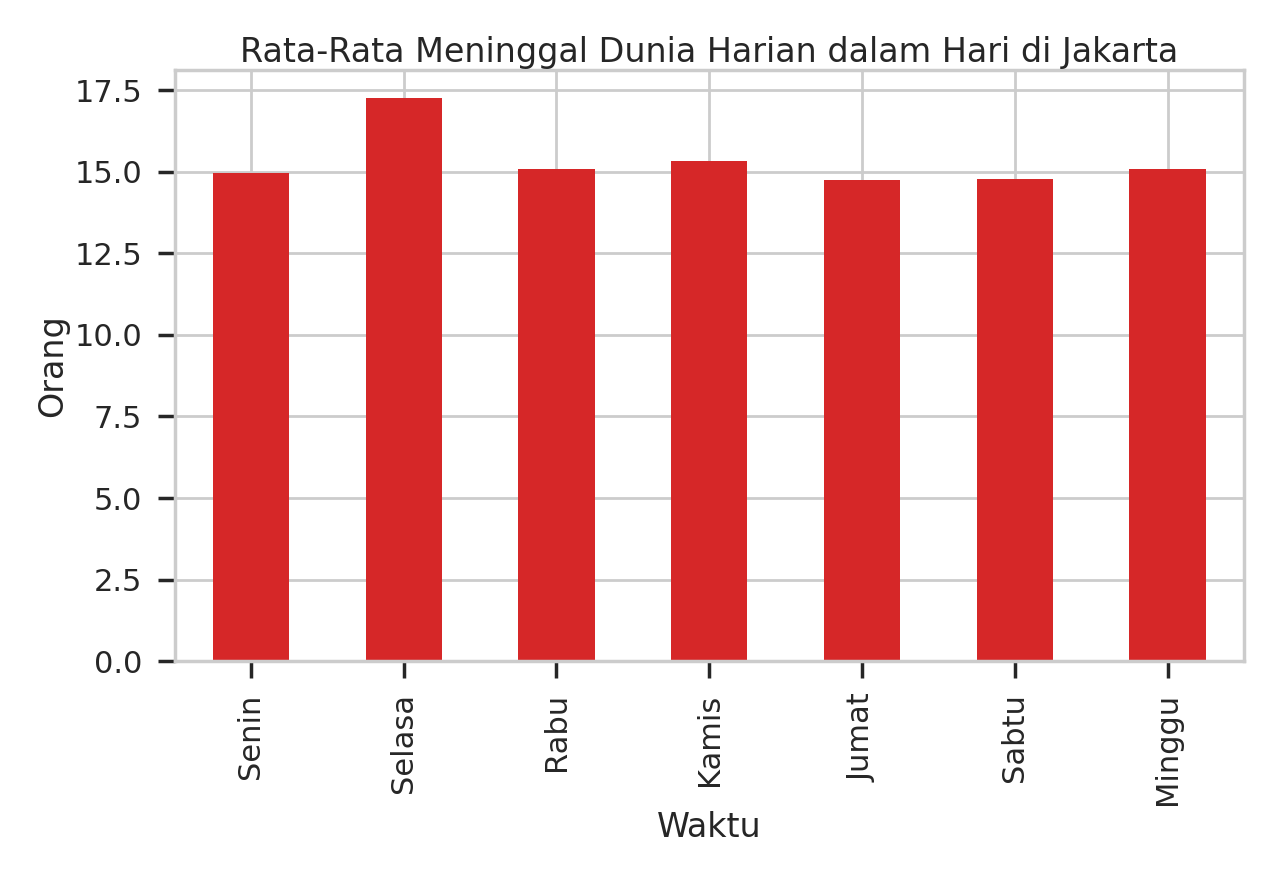 Rata-Rata Meninggal Dunia Harian dalam Hari di Jakarta
17.5
15.0
12.5
10.0
7.5
5.0
2.5
0.0
Orang
Senin
Selasa
Rabu
Kamis
Jumat
Sabtu
Minggu
Waktu